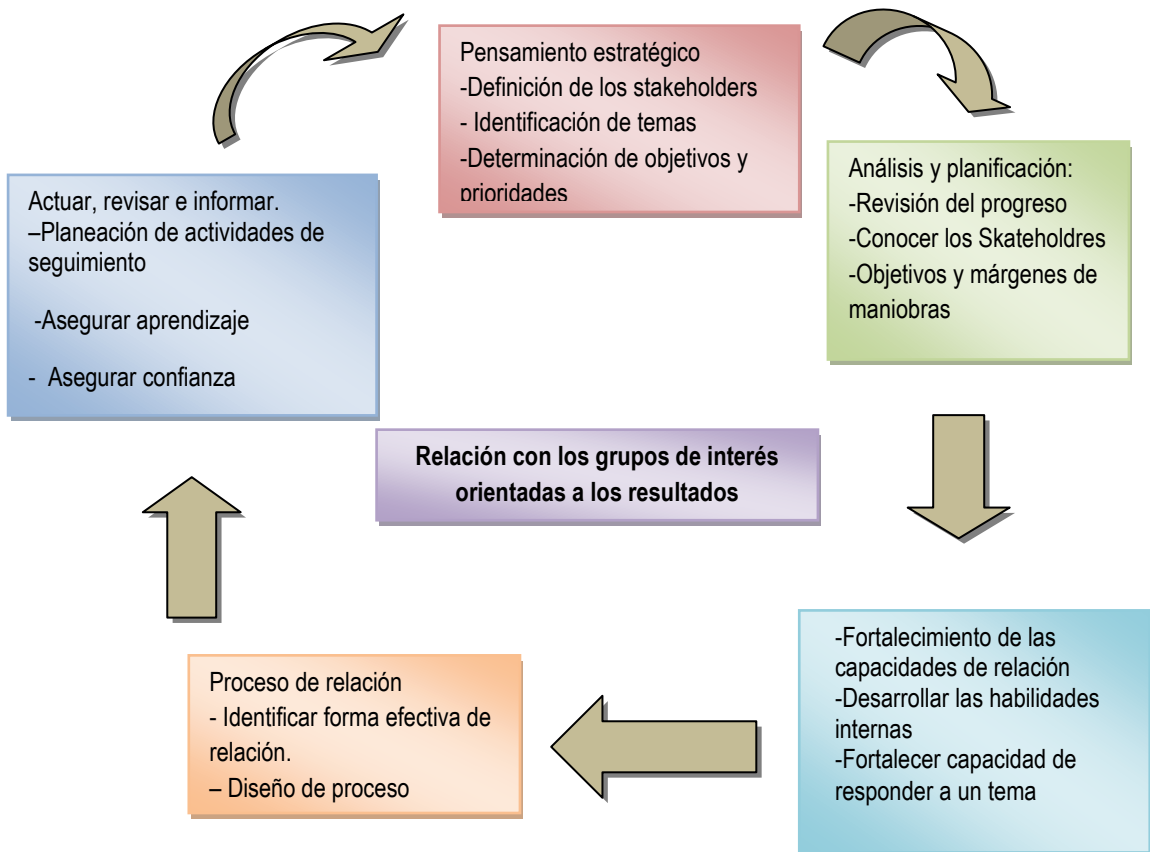 Pensamiento estratégico
-Definición de los stakeholders
- Identificación de temas
-Determinación de objetivos y
prioridades
Análisis y planificación:
-Revisión del progreso
-Conocer los Skateholdres
-Objetivos y márgenes de
maniobras
Actuar, revisar e informar.
–Planeación de actividades de
seguimiento
-Asegurar aprendizaje
- Asegurar confianza
Relación con los grupos de interés
orientadas a los resultados
-Fortalecimiento de las
capacidades de relación
-Desarrollar las habilidades
internas
-Fortalecer capacidad de
responder a un tema
Proceso de relación
- Identificar forma efectiva de
relación.
– Diseño de proceso